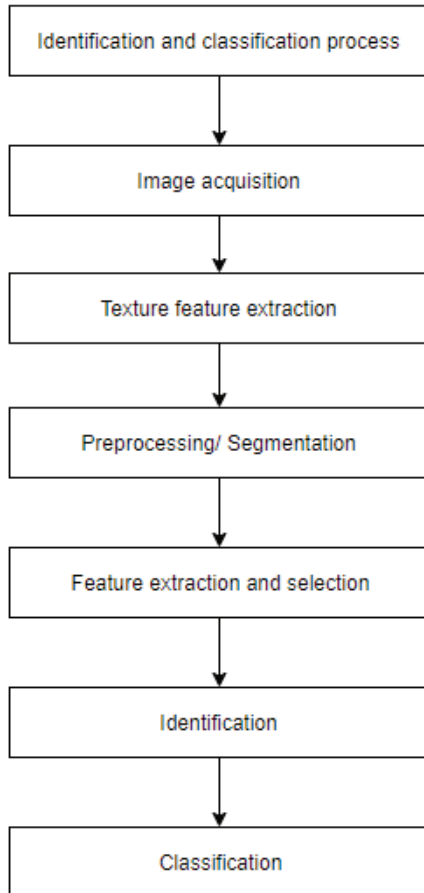 Identification and classification process
Image acquisition
Texture feature extraction
Preprocessing/ Segmentation
Feature extraction and selection
Identification
Classification